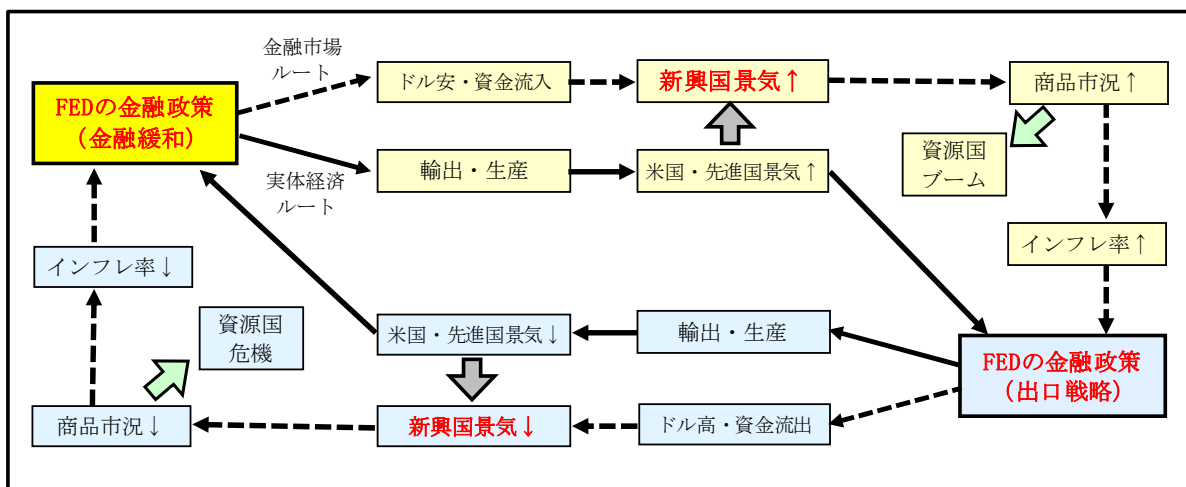 金融市場
ルート
ドル安・資金流入
新興国景気↑
商品市況↑
FEDの金融政策
(金融緩和)
資源国
ブーム
輸出・生産
米国・先進国景気↑
実体経済
ルート
インフレ率↓
インフレ率↑
資源国
危機
米国・先進国景気↓
輸出・生産
FEDの金融政策
(出口戦略)
商品市況↓
新興国景気↓
ドル高・資金流出